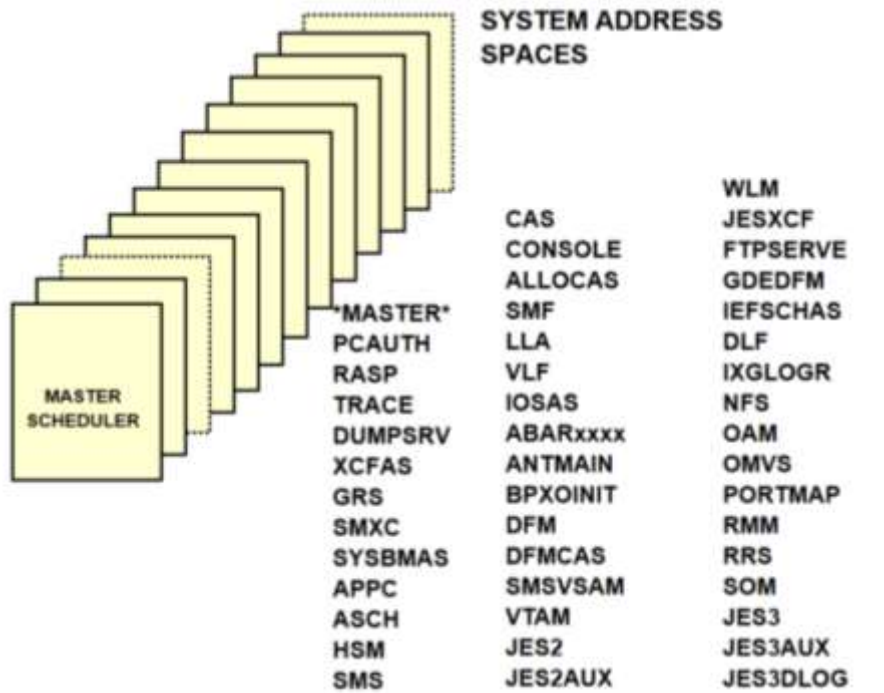 SYSTEM ADDRESS
SPACES
MASTER
SCHEDULER
*MASTER*
PCAUTH
RASP
TRACE
DUMPSRV
XCFAS
GRS
SMXC
SYSBMAS
APPC
ASCH
HSM
SMS
CAS
CONSOLE
ALLOCAS
SMF
LLA
VLF
IOSAS
ABARxxxx
ANTMAIN
BPXOINIT
DFM
DFMCAS
SMSVSAM
VTAM
JES2
JES2AUX
WLM
JESXCF
FTPSERVE
GDEDFM
IEFSCHAS
DLF
IXGLOGR
NFS
OAM
OMVS
PORTMAP
RMM
RRS
SOM
JES3
JES3AUX
JES3DLOG